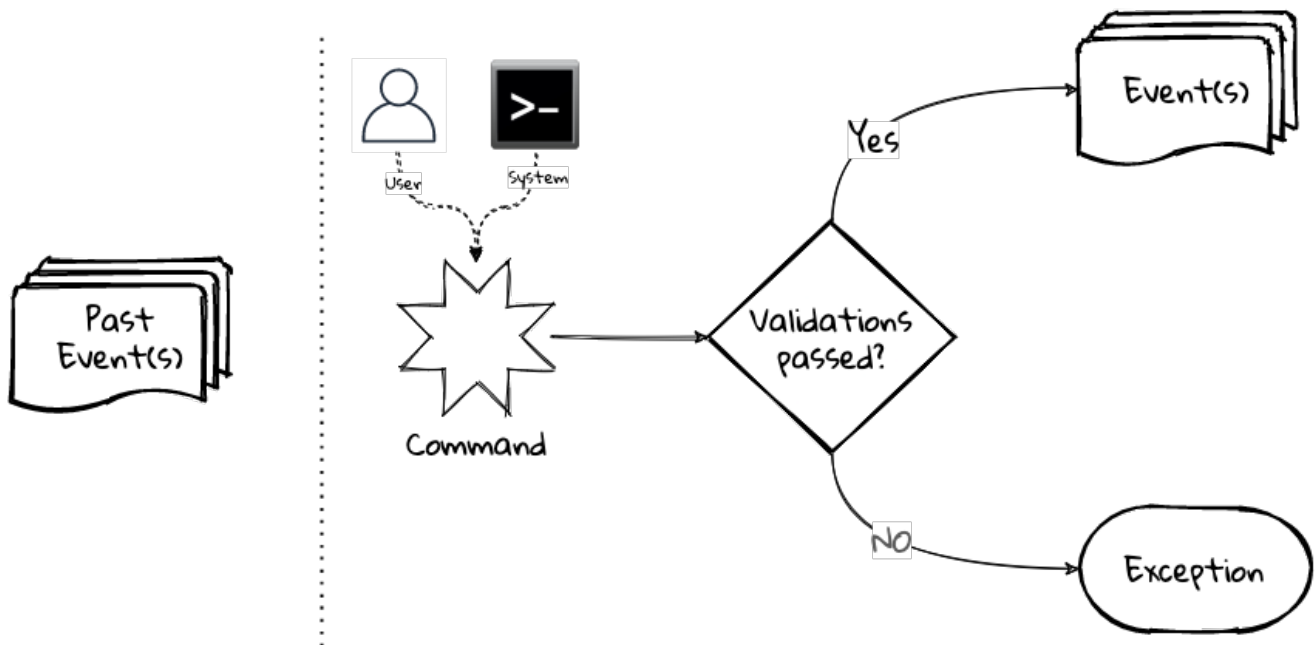 Past
Event(s)
User
System
>-
Command
Validations
passed?
Yes
Event(s)
No
Exception